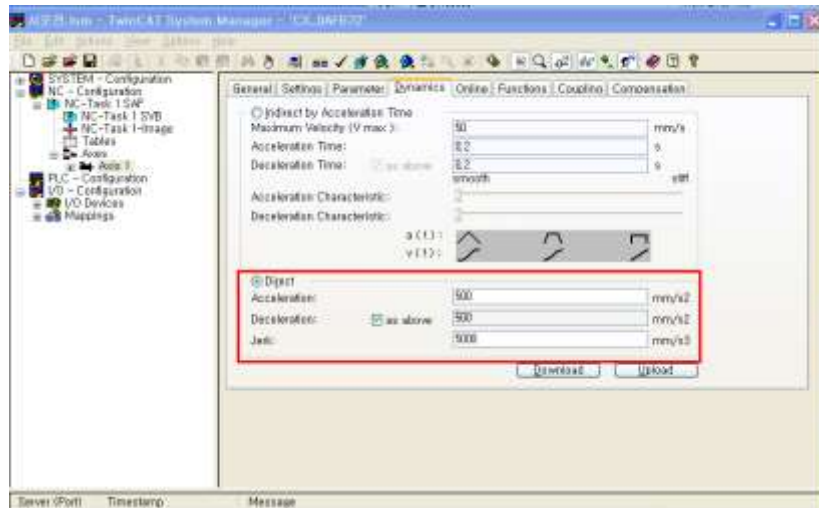 TwinCAT System Manager - 'CX_0AFB72'
File Edit Actions View Options Help
SYSTEM - Configuration
NC - Configuration
NC-Task 1 SAF
NC-Task 1 SVB
NC-Task 1-Image
Tables
Axes
Axis 1
PLC - Configuration
I/O - Configuration
I/O Devices
Mappings
General Settings Parameter Dynamics Online Functions Coupling Compensation
Indirect by Acceleration Time
Maximum Velocity (V max ): 50 mm/s
Acceleration Time: 0.2 s
Deceleration Time: as above 0.2 s
smooth stiff
Acceleration Characteristic:
Deceleration Characteristic:
a(t):
v(t):
Direct
Acceleration: 500 mm/s2
Deceleration: as above 500 mm/s2
Jerk: 5000 mm/s3
Download Upload
Server (Port) Timestamp Message